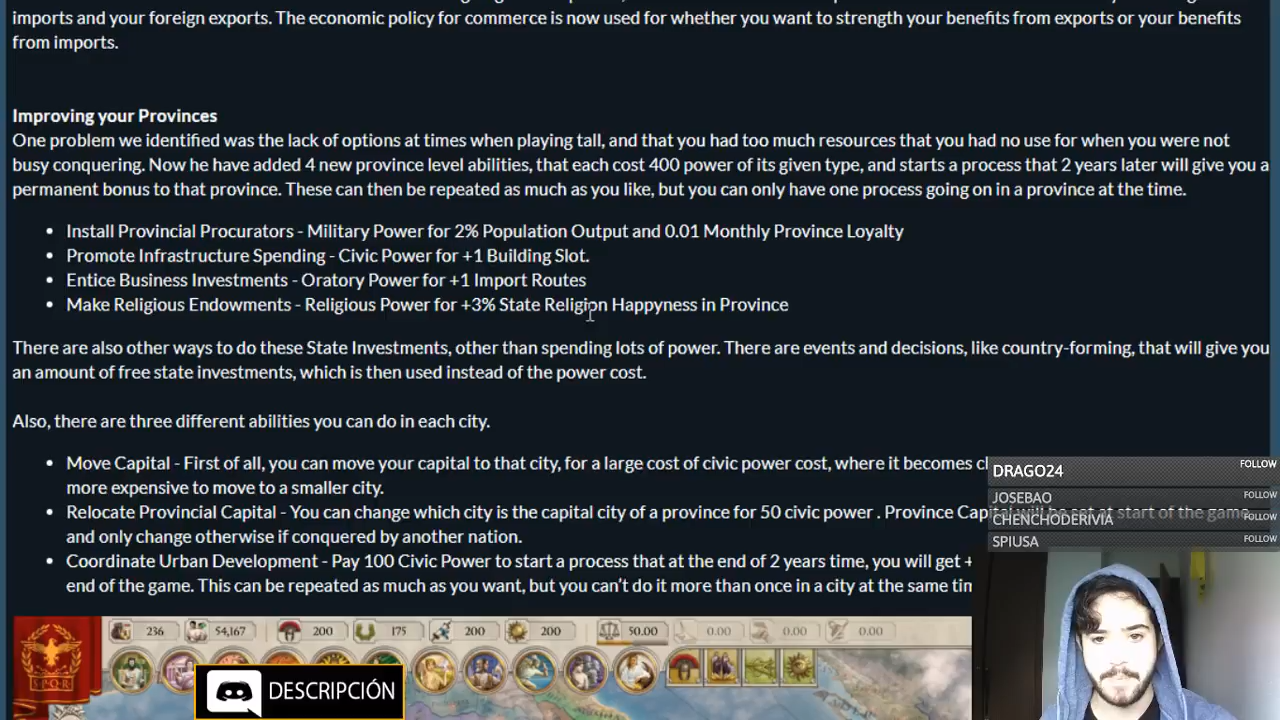 imports and your foreign exports. The economic policy for commerce is now used for whether you want to strength your benefits from exports or your benefits
from imports.
Improving your Provinces
One problem we identified was the lack of options at times when playing tall, and that you had too much resources that you had no use for when you were not
busy conquering. Now he have added 4 new province level abilities, that each cost 400 power of its given type, and starts a process that 2 years later will give you a
permanent bonus to that province. These can then be repeated as much as you like, but you can only have one process going on in a province at the time.
• Install Provincial Procurators - Military Power for 2% Population Output and 0.01 Monthly Province Loyalty
• Promote Infrastructure Spending - Civic Power for +1 Building Slot.
• Entice Business Investments - Oratory Power for +1 Import Routes
• Make Religious Endowments - Religious Power for +3% State Religion Happyness in Province
There are also other ways to do these State Investments, other than spending lots of power. There are events and decisions, like country-forming, that will give you
an amount of free state investments, which is then used instead of the power cost.
Also, there are three different abilities you can do in each city.
• Move Capital - First of all, you can move your capital to that city, for a large cost of civic power cost, where it becomes
more expensive to move to a smaller city.
• Relocate Provincial Capital - You can change which city is the capital city of a province for 50 civic power . Province Capital will be set at start of the game
and only change otherwise if conquered by another nation.
• Coordinate Urban Development - Pay 100 Civic Power to start a process that at the end of 2 years time, you will get +
end of the game. This can be repeated as much as you want, but you can't do it more than once in a city at the same
DRAGO24 FOLLOW
JOSEBAO FOLLOW
CHENCHODERIVIA FOLLOW
SPIUSA FOLLOW
236 54,167 200 175 200 200 50.00 0.00 0.00 0.00
SPQR
DESCRIPCIÓN